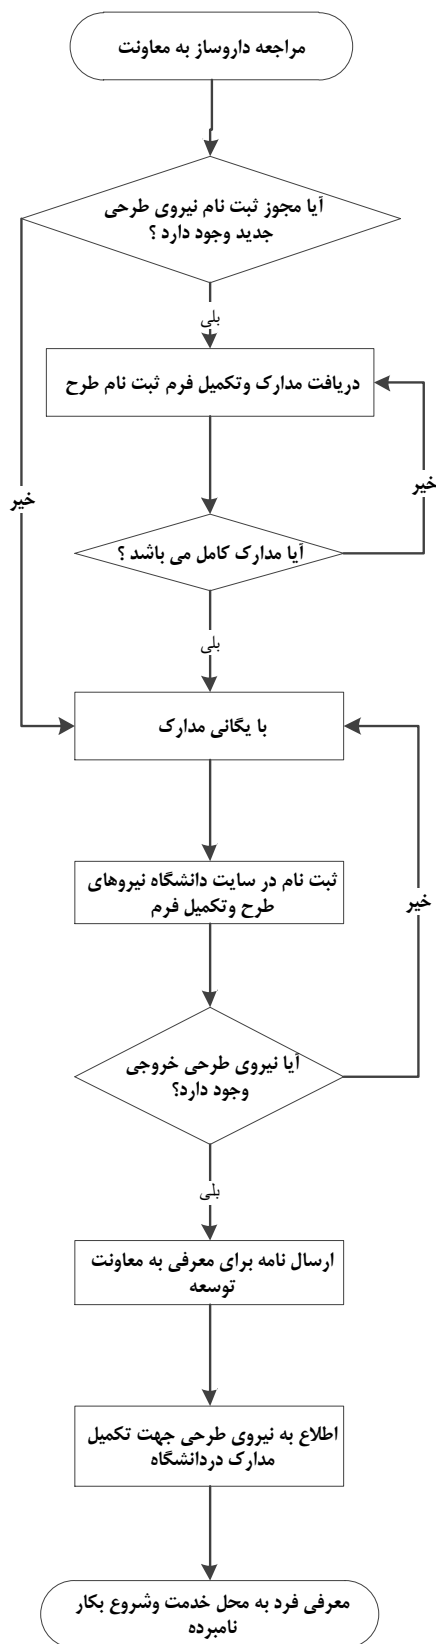 مراجعه داروساز به معاونت
آیا مجوز ثبت نام نیروی طرحی
جدید وجود دارد ؟
بلی
دریافت مدارک وتکمیل فرم ثبت نام طرح
خیر
خیر
آیا مدارک کامل می باشد ؟
بلی
با یگانی مدارک
ثبت نام در سایت دانشگاه نیروهای
طرح وتکمیل فرم
خیر
آیا نیروی طرحی خروجی
وجود دارد؟
بلی
ارسال نامه برای معرفی به معاونت
توسعه
اطلاع به نیروی طرحی جهت تکمیل
مدارک دردانشگاه
معرفی فرد به محل خدمت وشروع بکار
نامبرده